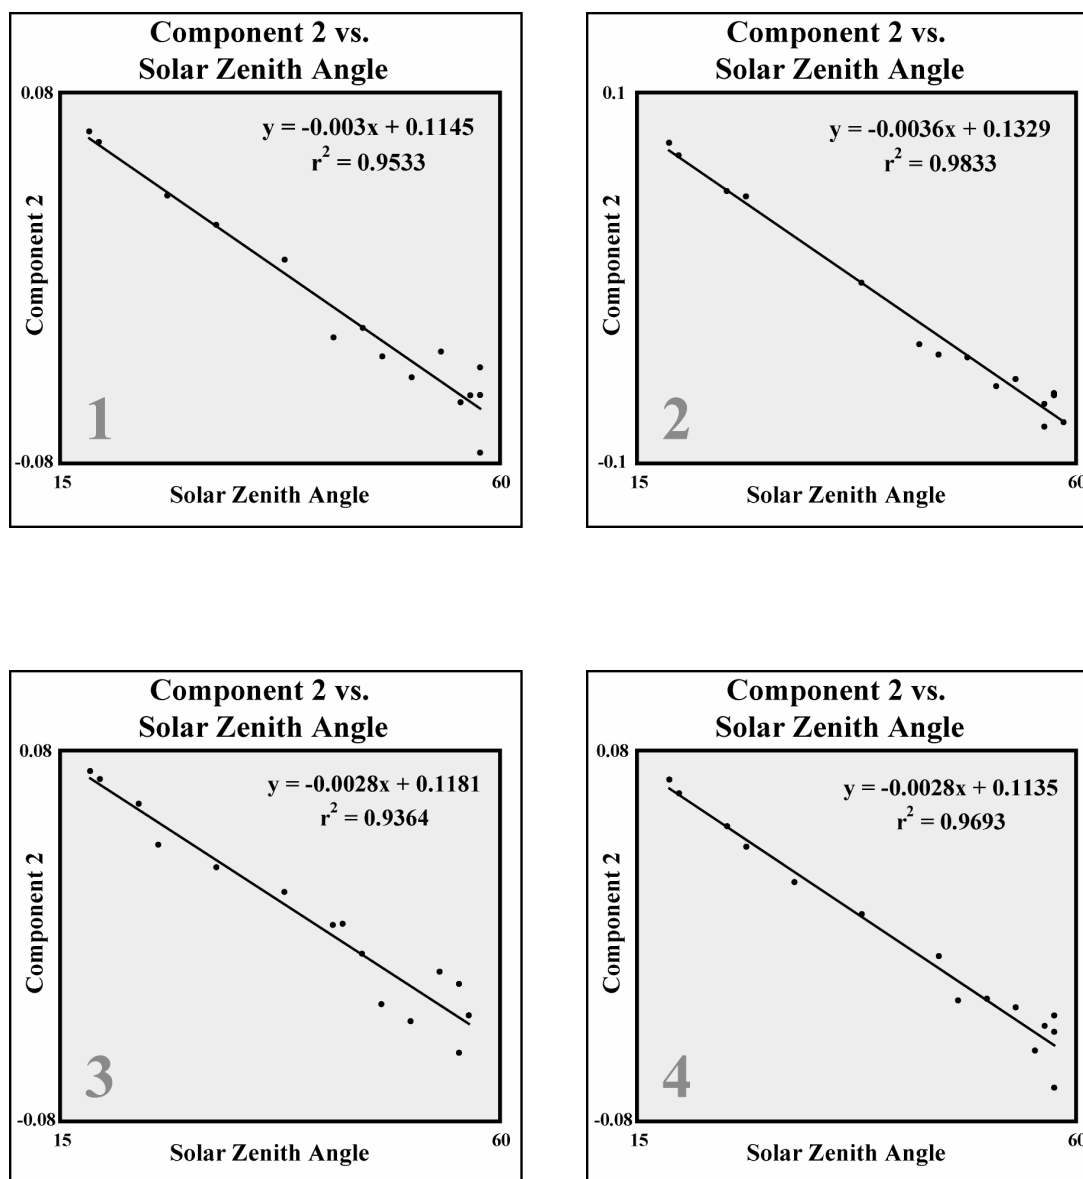 Component 2 vs.
Solar Zenith Angle
0.08
y = -0.003x + 0.1145
r² = 0.9533
Component 2
1
-0.08
15
60
Solar Zenith Angle
Component 2 vs.
Solar Zenith Angle
0.1
y = -0.0036x + 0.1329
r² = 0.9833
Component 2
2
-0.1
15
60
Solar Zenith Angle
Component 2 vs.
Solar Zenith Angle
0.08
y = -0.0028x + 0.1181
r² = 0.9364
Component 2
3
-0.08
15
60
Solar Zenith Angle
Component 2 vs.
Solar Zenith Angle
0.08
y = -0.0028x + 0.1135
r² = 0.9693
Component 2
4
-0.08
15
60
Solar Zenith Angle